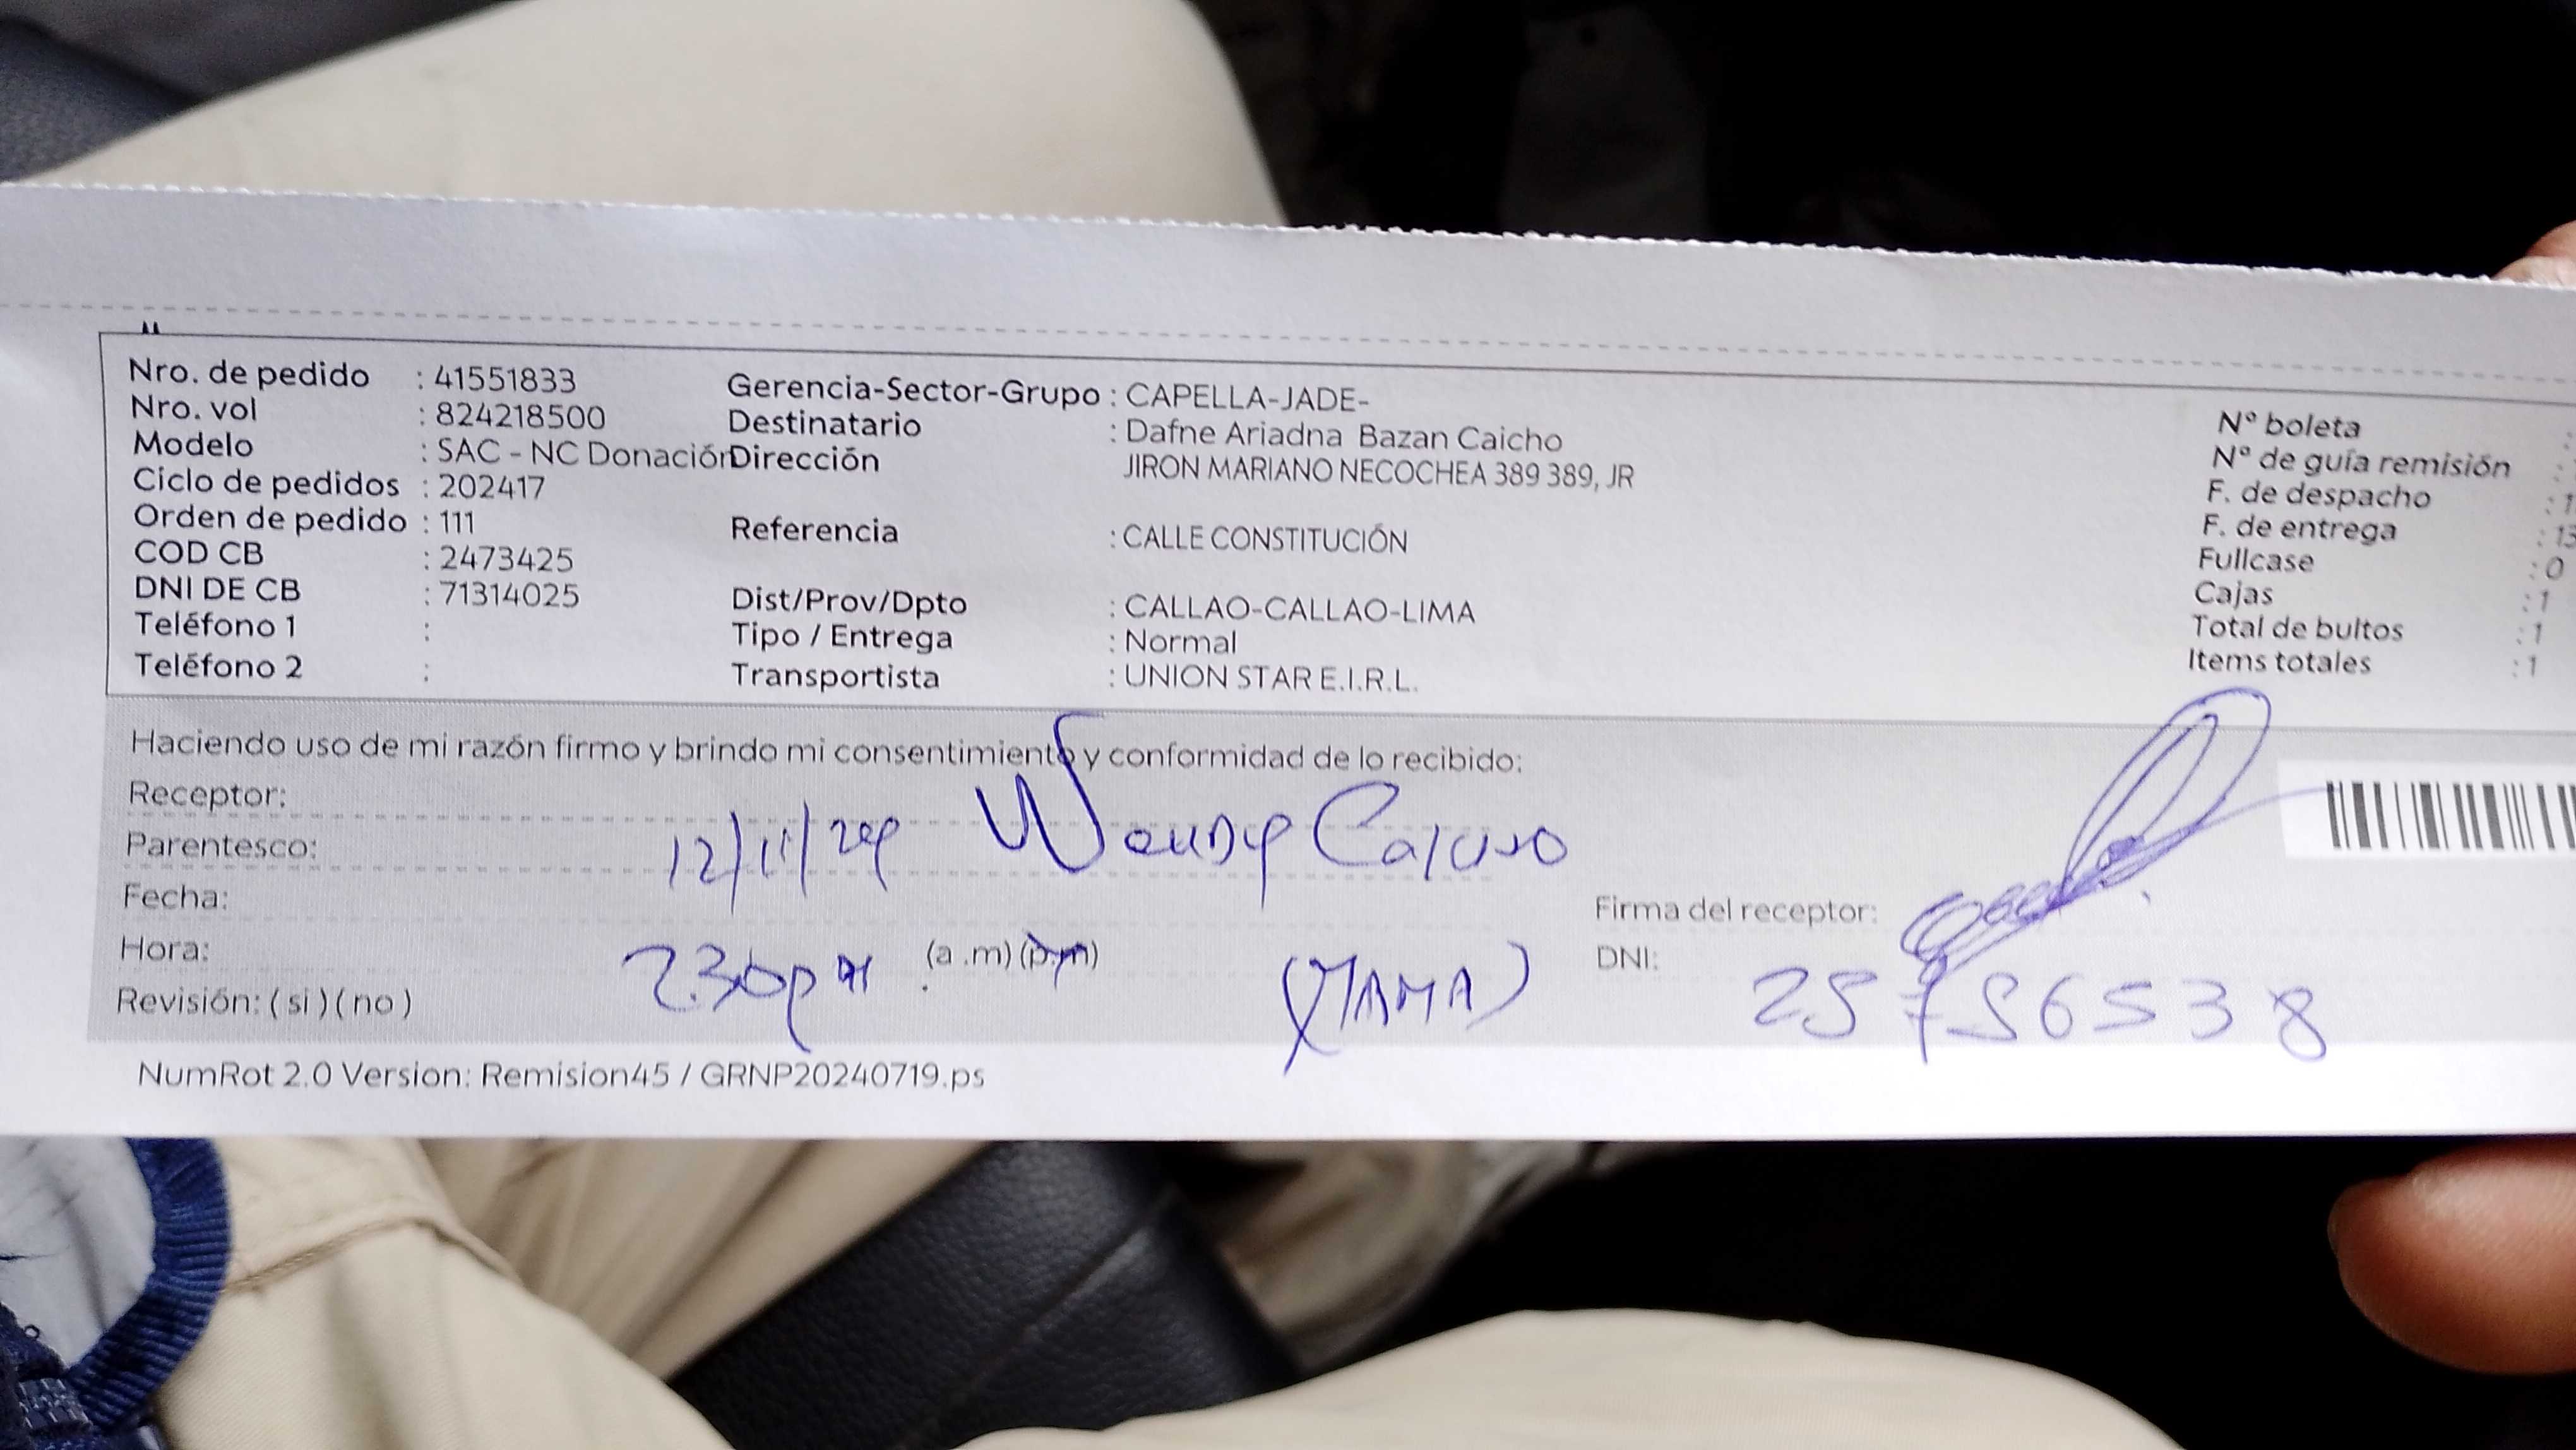 Nro. de pedido : 41551833
Nro. vol : 824218500
Modelo : SAC - NC Donación
Ciclo de pedidos : 202417
Orden de pedido : 111
COD CB : 2473425
DNI DE CB : 71314025
Teléfono 1 :
Teléfono 2 :
Gerencia-Sector-Grupo : CAPELLA-JADE-
Destinatario : Dafne Ariadna Bazan Caicho
Dirección JIRON MARIANO NECOCHEA 389 389, JR
Referencia : CALLE CONSTITUCIÓN
Dist/Prov/Dpto : CALLAO-CALLAO-LIMA
Tipo / Entrega : Normal
Transportista : UNION STAR E.I.R.L.
N° boleta :
N° de guía remisión :
F. de despacho : 1
F. de entrega : 13
Fullcase : 0
Cajas : 1
Total de bultos : 1
Items totales : 1
Haciendo uso de mi razón firmo y brindo mi consentimiento y conformidad de lo recibido:
Receptor:
Parentesco: 12/11/24 Wendy
Fecha:
Hora: 2.30pm (a .m) (p.m) (MAMA)
Revisión: ( si ) ( no )
Firma del receptor:
DNI: 25756538
NumRot 2.0 Version: Remision45 / GRNP20240719.ps